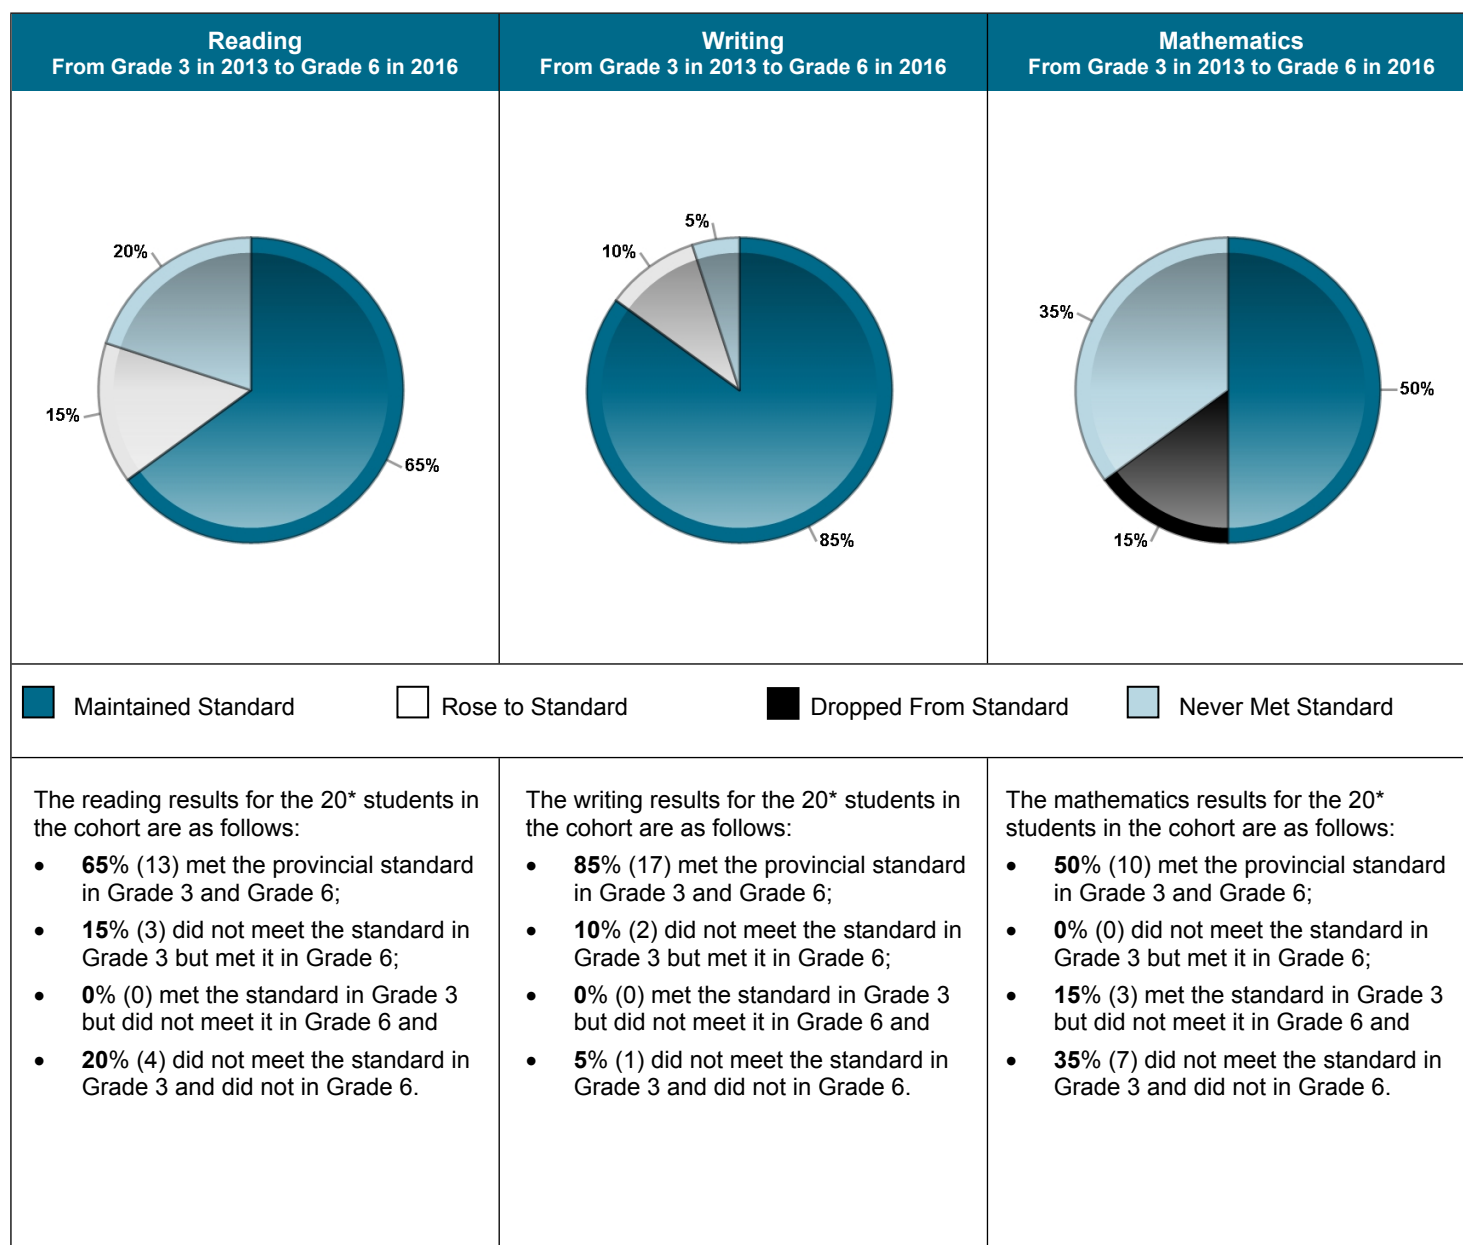 Reading
From Grade 3 in 2013 to Grade 6 in 2016
Writing
From Grade 3 in 2013 to Grade 6 in 2016
Mathematics
From Grade 3 in 2013 to Grade 6 in 2016
20%
15%
65%
5%
10%
85%
35%
50%
15%
Maintained Standard
Rose to Standard
Dropped From Standard
Never Met Standard
The reading results for the 20* students in
the cohort are as follows:
• 65% (13) met the provincial standard
in Grade 3 and Grade 6;
• 15% (3) did not meet the standard in
Grade 3 but met it in Grade 6;
• 0% (0) met the standard in Grade 3
but did not meet it in Grade 6 and
• 20% (4) did not meet the standard in
Grade 3 and did not in Grade 6.
The writing results for the 20* students in
the cohort are as follows:
• 85% (17) met the provincial standard
in Grade 3 and Grade 6;
• 10% (2) did not meet the standard in
Grade 3 but met it in Grade 6;
• 0% (0) met the standard in Grade 3
but did not meet it in Grade 6 and
• 5% (1) did not meet the standard in
Grade 3 and did not in Grade 6.
The mathematics results for the 20*
students in the cohort are as follows:
• 50% (10) met the provincial standard
in Grade 3 and Grade 6;
• 0% (0) did not meet the standard in
Grade 3 but met it in Grade 6;
• 15% (3) met the standard in Grade 3
but did not meet it in Grade 6 and
• 35% (7) did not meet the standard in
Grade 3 and did not in Grade 6.